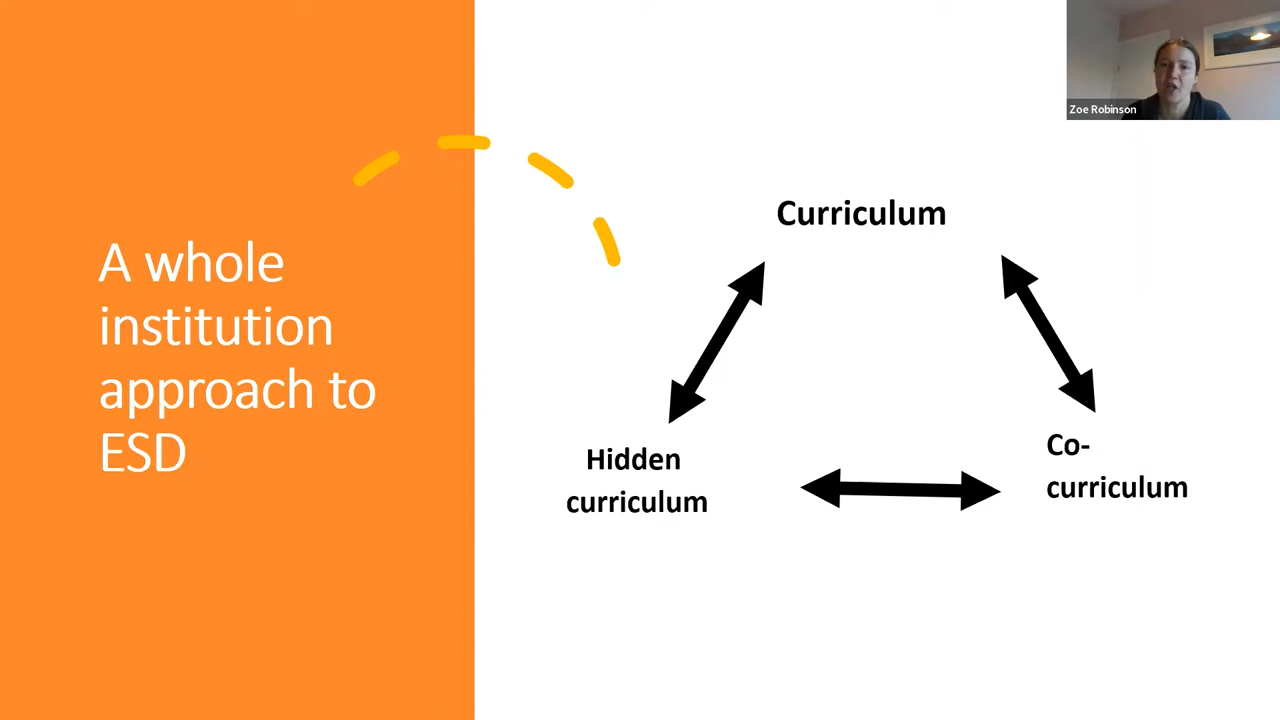 A whole
institution
approach to
ESD
Curriculum
Hidden
curriculum
Co-
curriculum
Zoe Robinson